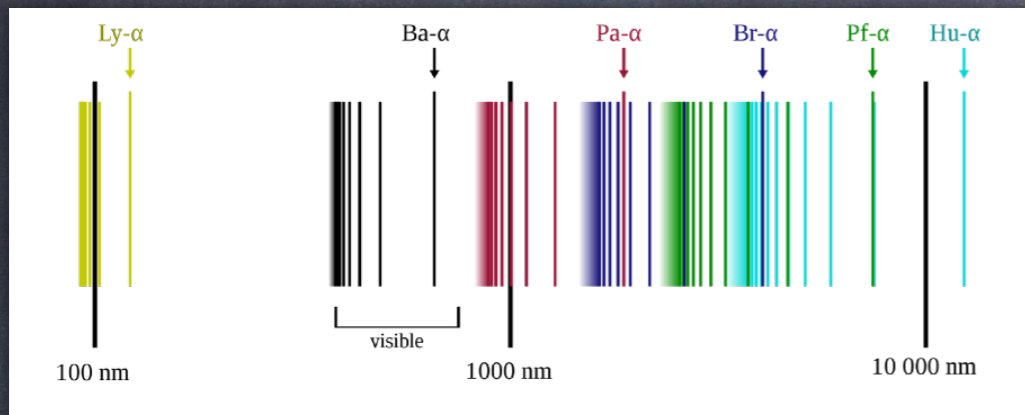 Ly-α Ba-α Pa-α Br-α Pf-α Hu-α
visible
100 nm 1000 nm 10 000 nm